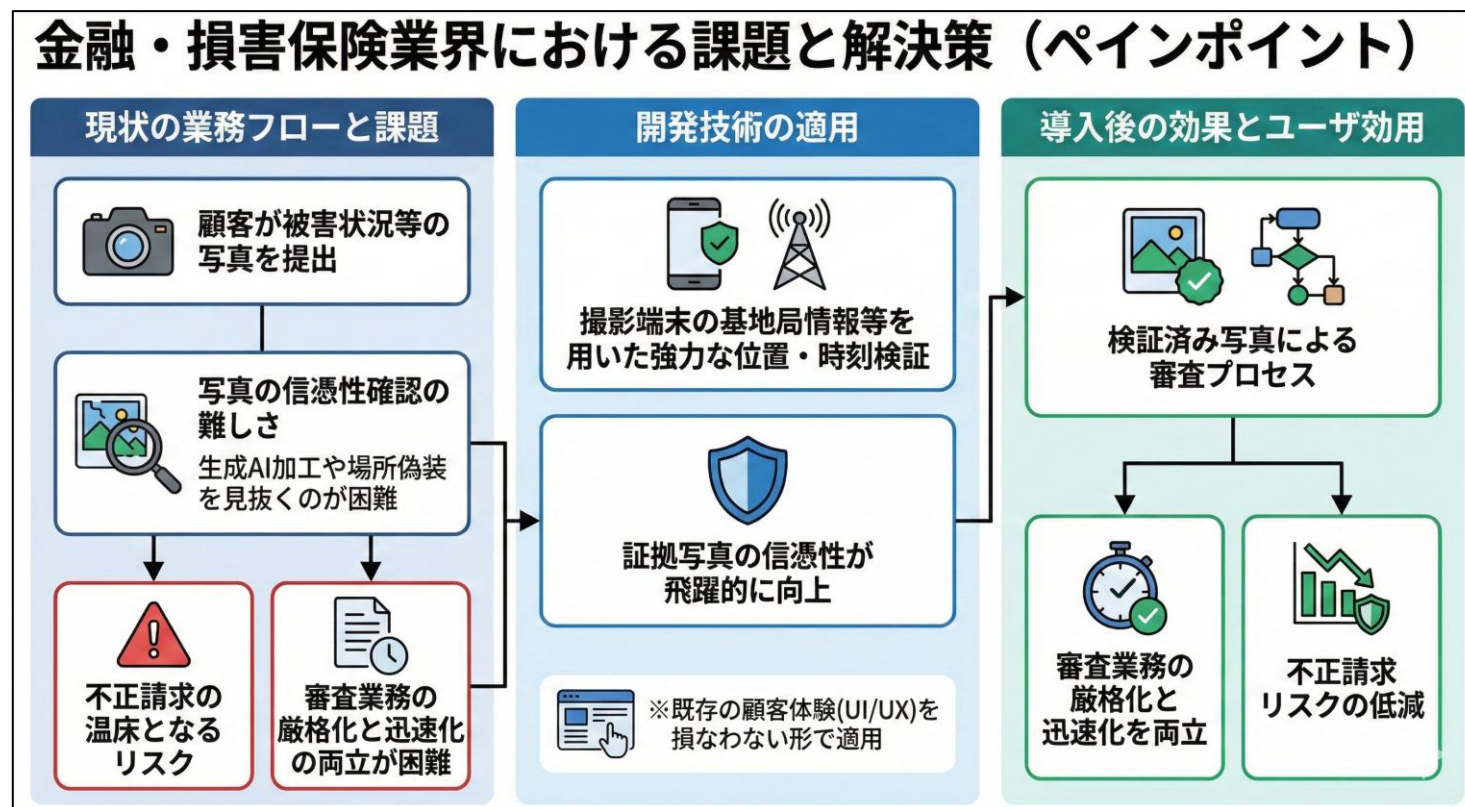 金融・損害保険業界における課題と解決策（ペインポイント）
現状の業務フローと課題
顧客が被害状況等の
写真を提出
写真の信憑性確認の
難しさ
生成AI加工や場所偽装
を見抜くのが困難
不正請求の
温床となる
リスク
審査業務の
厳格化と迅速化
の両立が困難
開発技術の適用
撮影端末の基地局情報等を
用いた強力な位置・時刻検証
証拠写真の信憑性が
飛躍的に向上
※既存の顧客体験(UI/UX)を
損なわない形で適用
導入後の効果とユーザ効用
検証済み写真による
審査プロセス
審査業務の
厳格化と
迅速化を両立
不正請求
リスクの低減